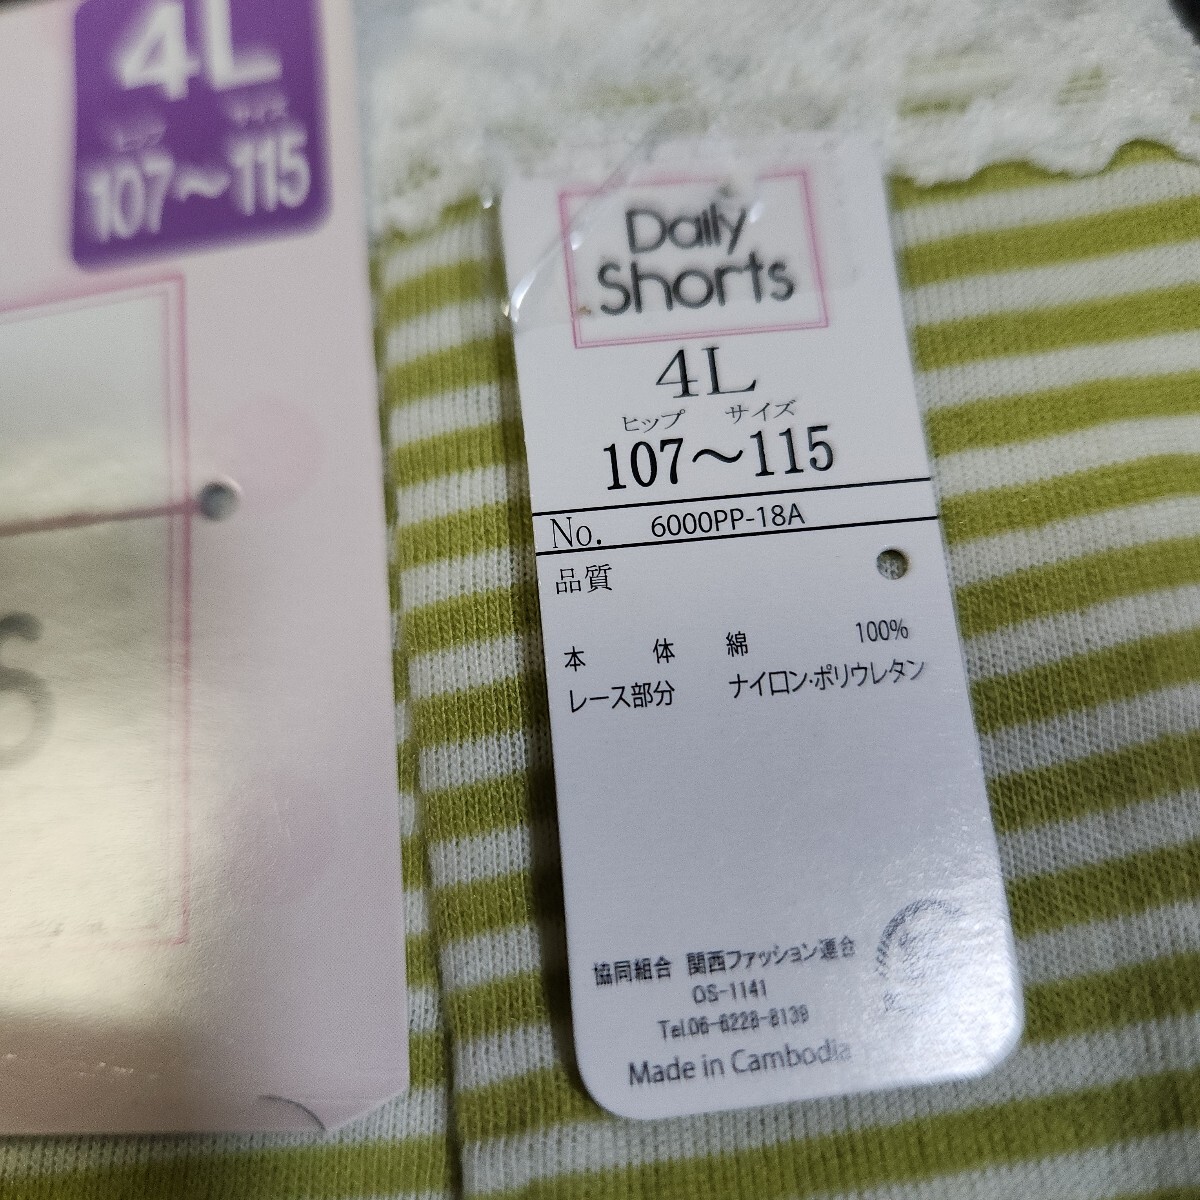 4L
ヒップ サイズ
107〜115
Daily
Shorts
4L
ヒップ サイズ
107〜115
No. 6000PP-18A
品質
本 体 綿 100%
レース部分 ナイロン・ポリウレタン
協同組合 関西ファッション連合
OS-1141
Tel.06-6228-8139
Made in Cambodia